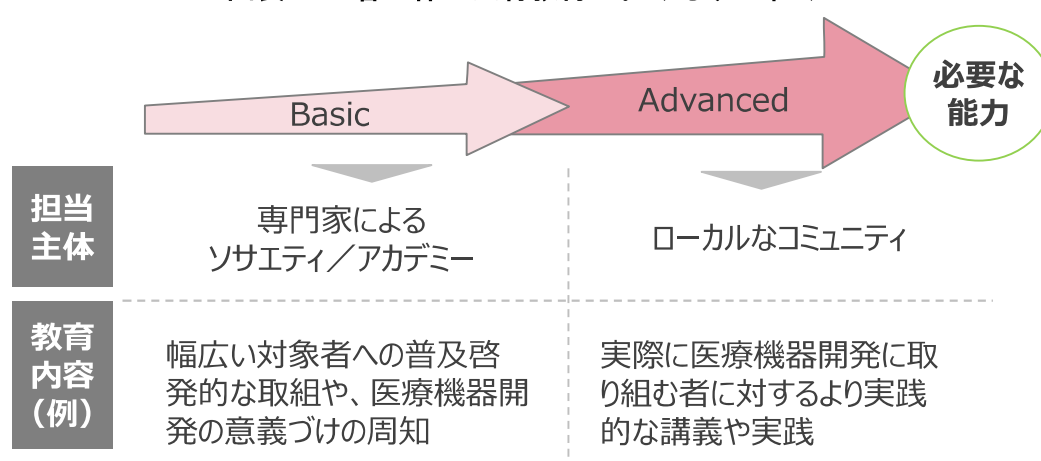 Basic
Advanced
必要な
能力
担当
主体
専門家による
ソサエティ／アカデミー
ローカルなコミュニティ
教育
内容
（例）
幅広い対象者への普及啓
発的な取組や、医療機器開
発の意義づけの周知
実際に医療機器開発に取
り組む者に対するより実践
的な講義や実践